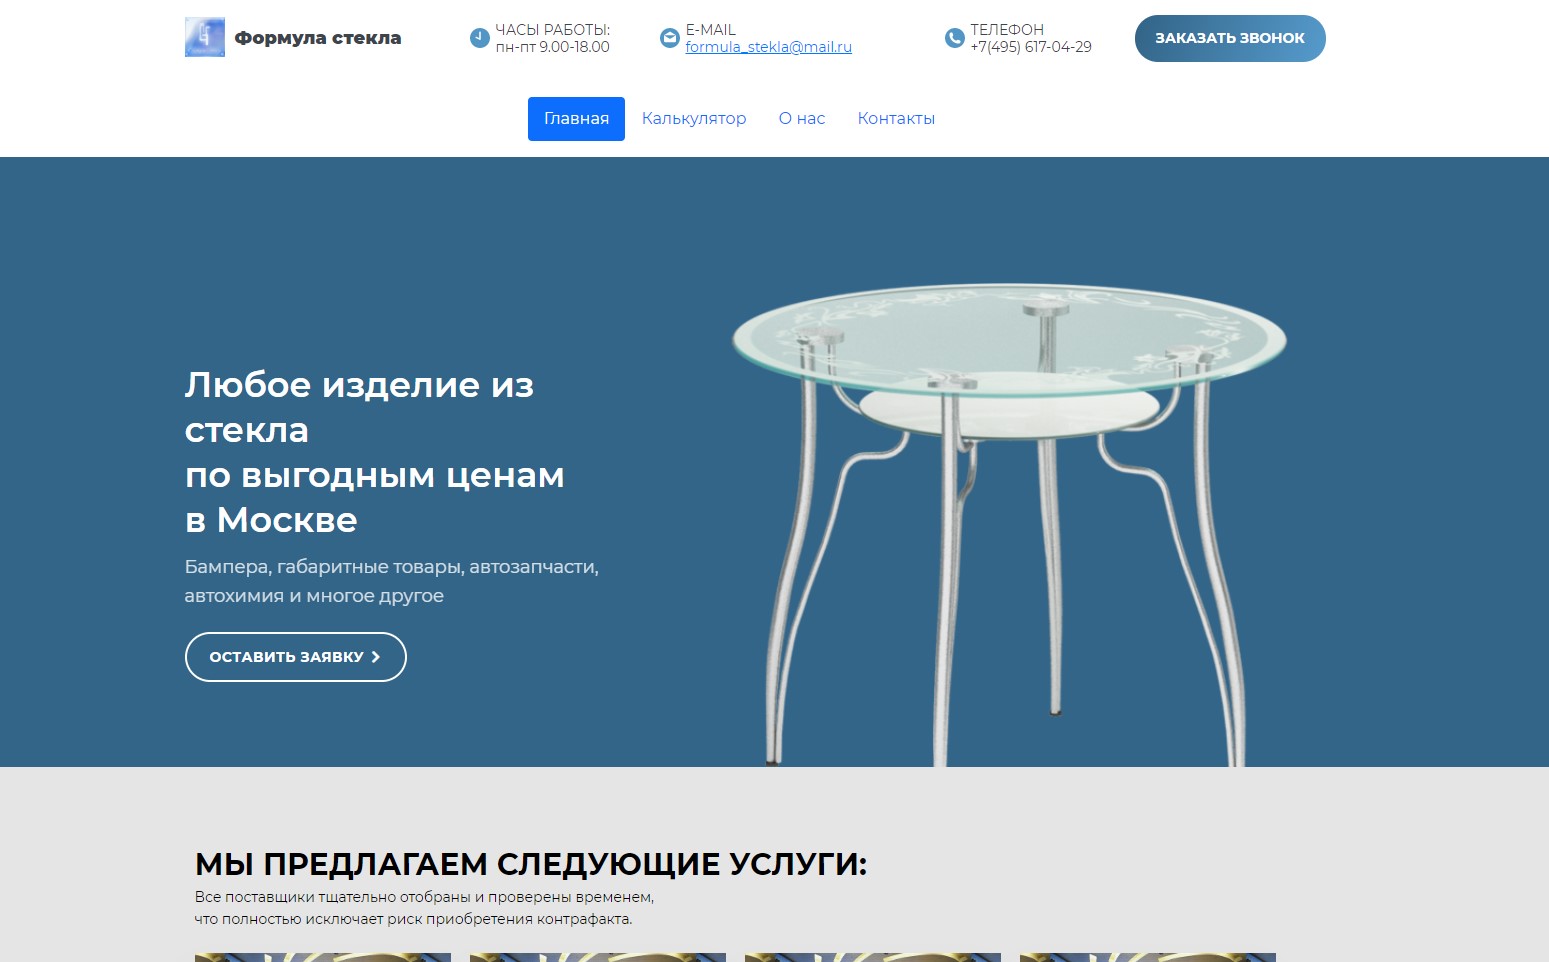 Формула стекла
ЧАСЫ РАБОТЫ:
пн-пт 9.00-18.00
E-MAIL
formula_stekla@mail.ru
ТЕЛЕФОН
+7(495) 617-04-29
ЗАКАЗАТЬ ЗВОНОК
Главная
Калькулятор
О нас
Контакты
Любое изделие из
стекла
по выгодным ценам
в Москве
Бампера, габаритные товары, автозапчасти,
автохимия и многое другое
ОСТАВИТЬ ЗАЯВКУ
МЫ ПРЕДЛАГАЕМ СЛЕДУЮЩИЕ УСЛУГИ:
Все поставщики тщательно отобраны и проверены временем,
что полностью исключает риск приобретения контрафакта.